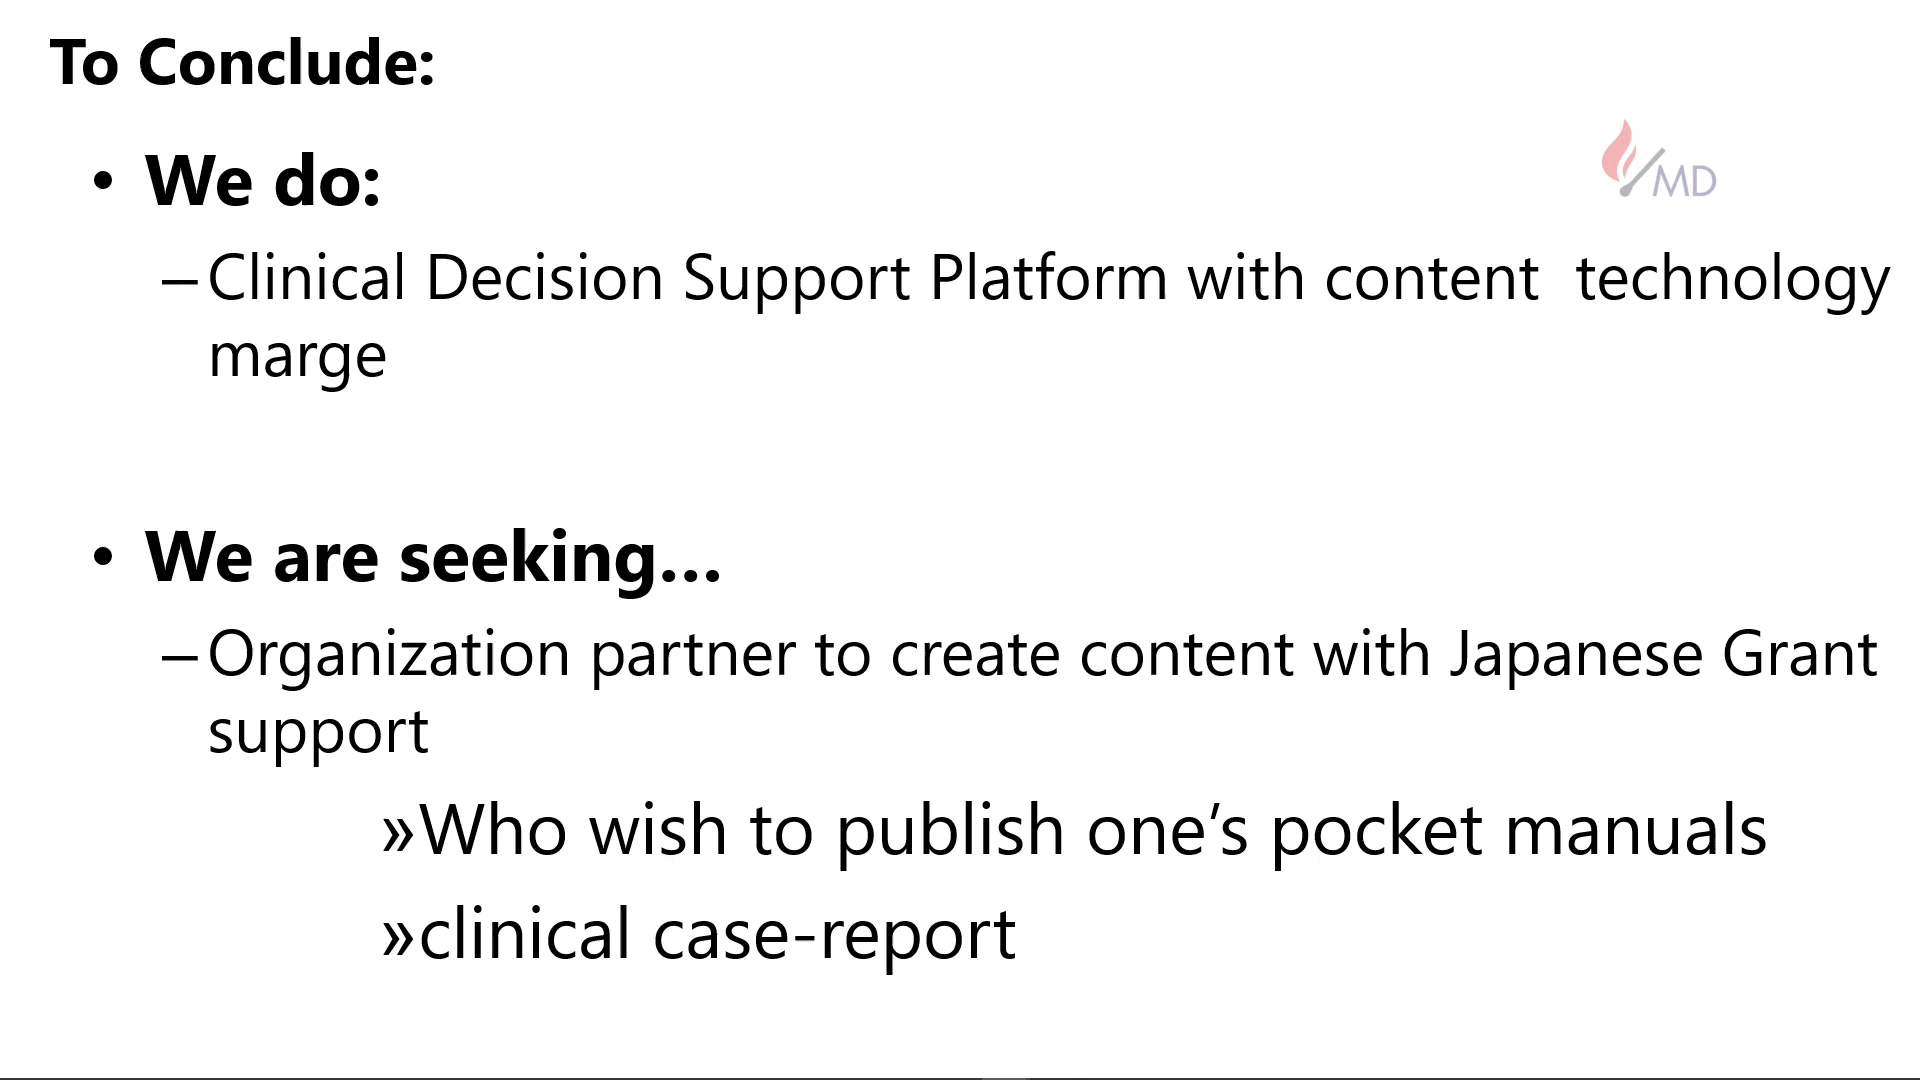 To Conclude:
MD
• We do:
– Clinical Decision Support Platform with content  technology
marge
• We are seeking…
– Organization partner to create content with Japanese Grant
support
»Who wish to publish one’s pocket manuals
»clinical case-report